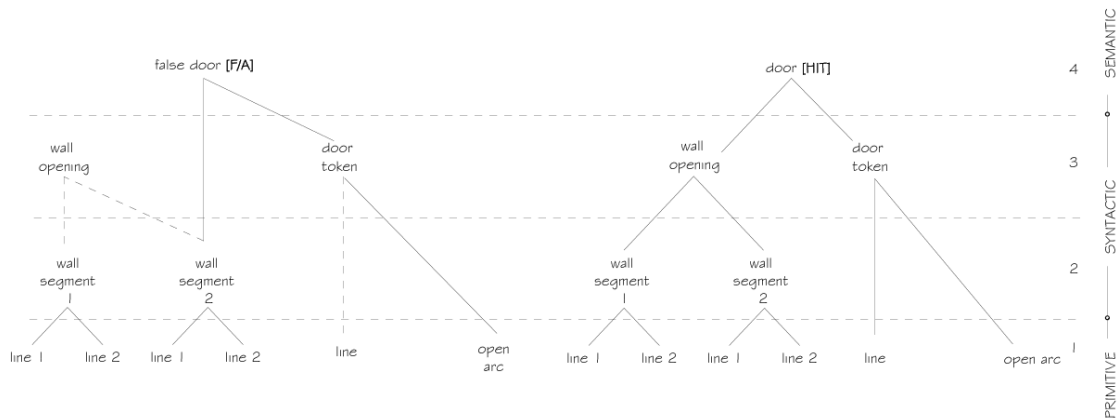 false door [F/A]
door [HIT]
4
SEMANTIC
wall
opening
door
token
wall
opening
door
token
3
SYNTACTIC
wall
segment
1
wall
segment
2
wall
segment
1
wall
segment
2
2
line 1
line 2
line 1
line 2
line
open
arc
line 1
line 2
line 1
line 2
line
open arc
1
PRIMITIVE